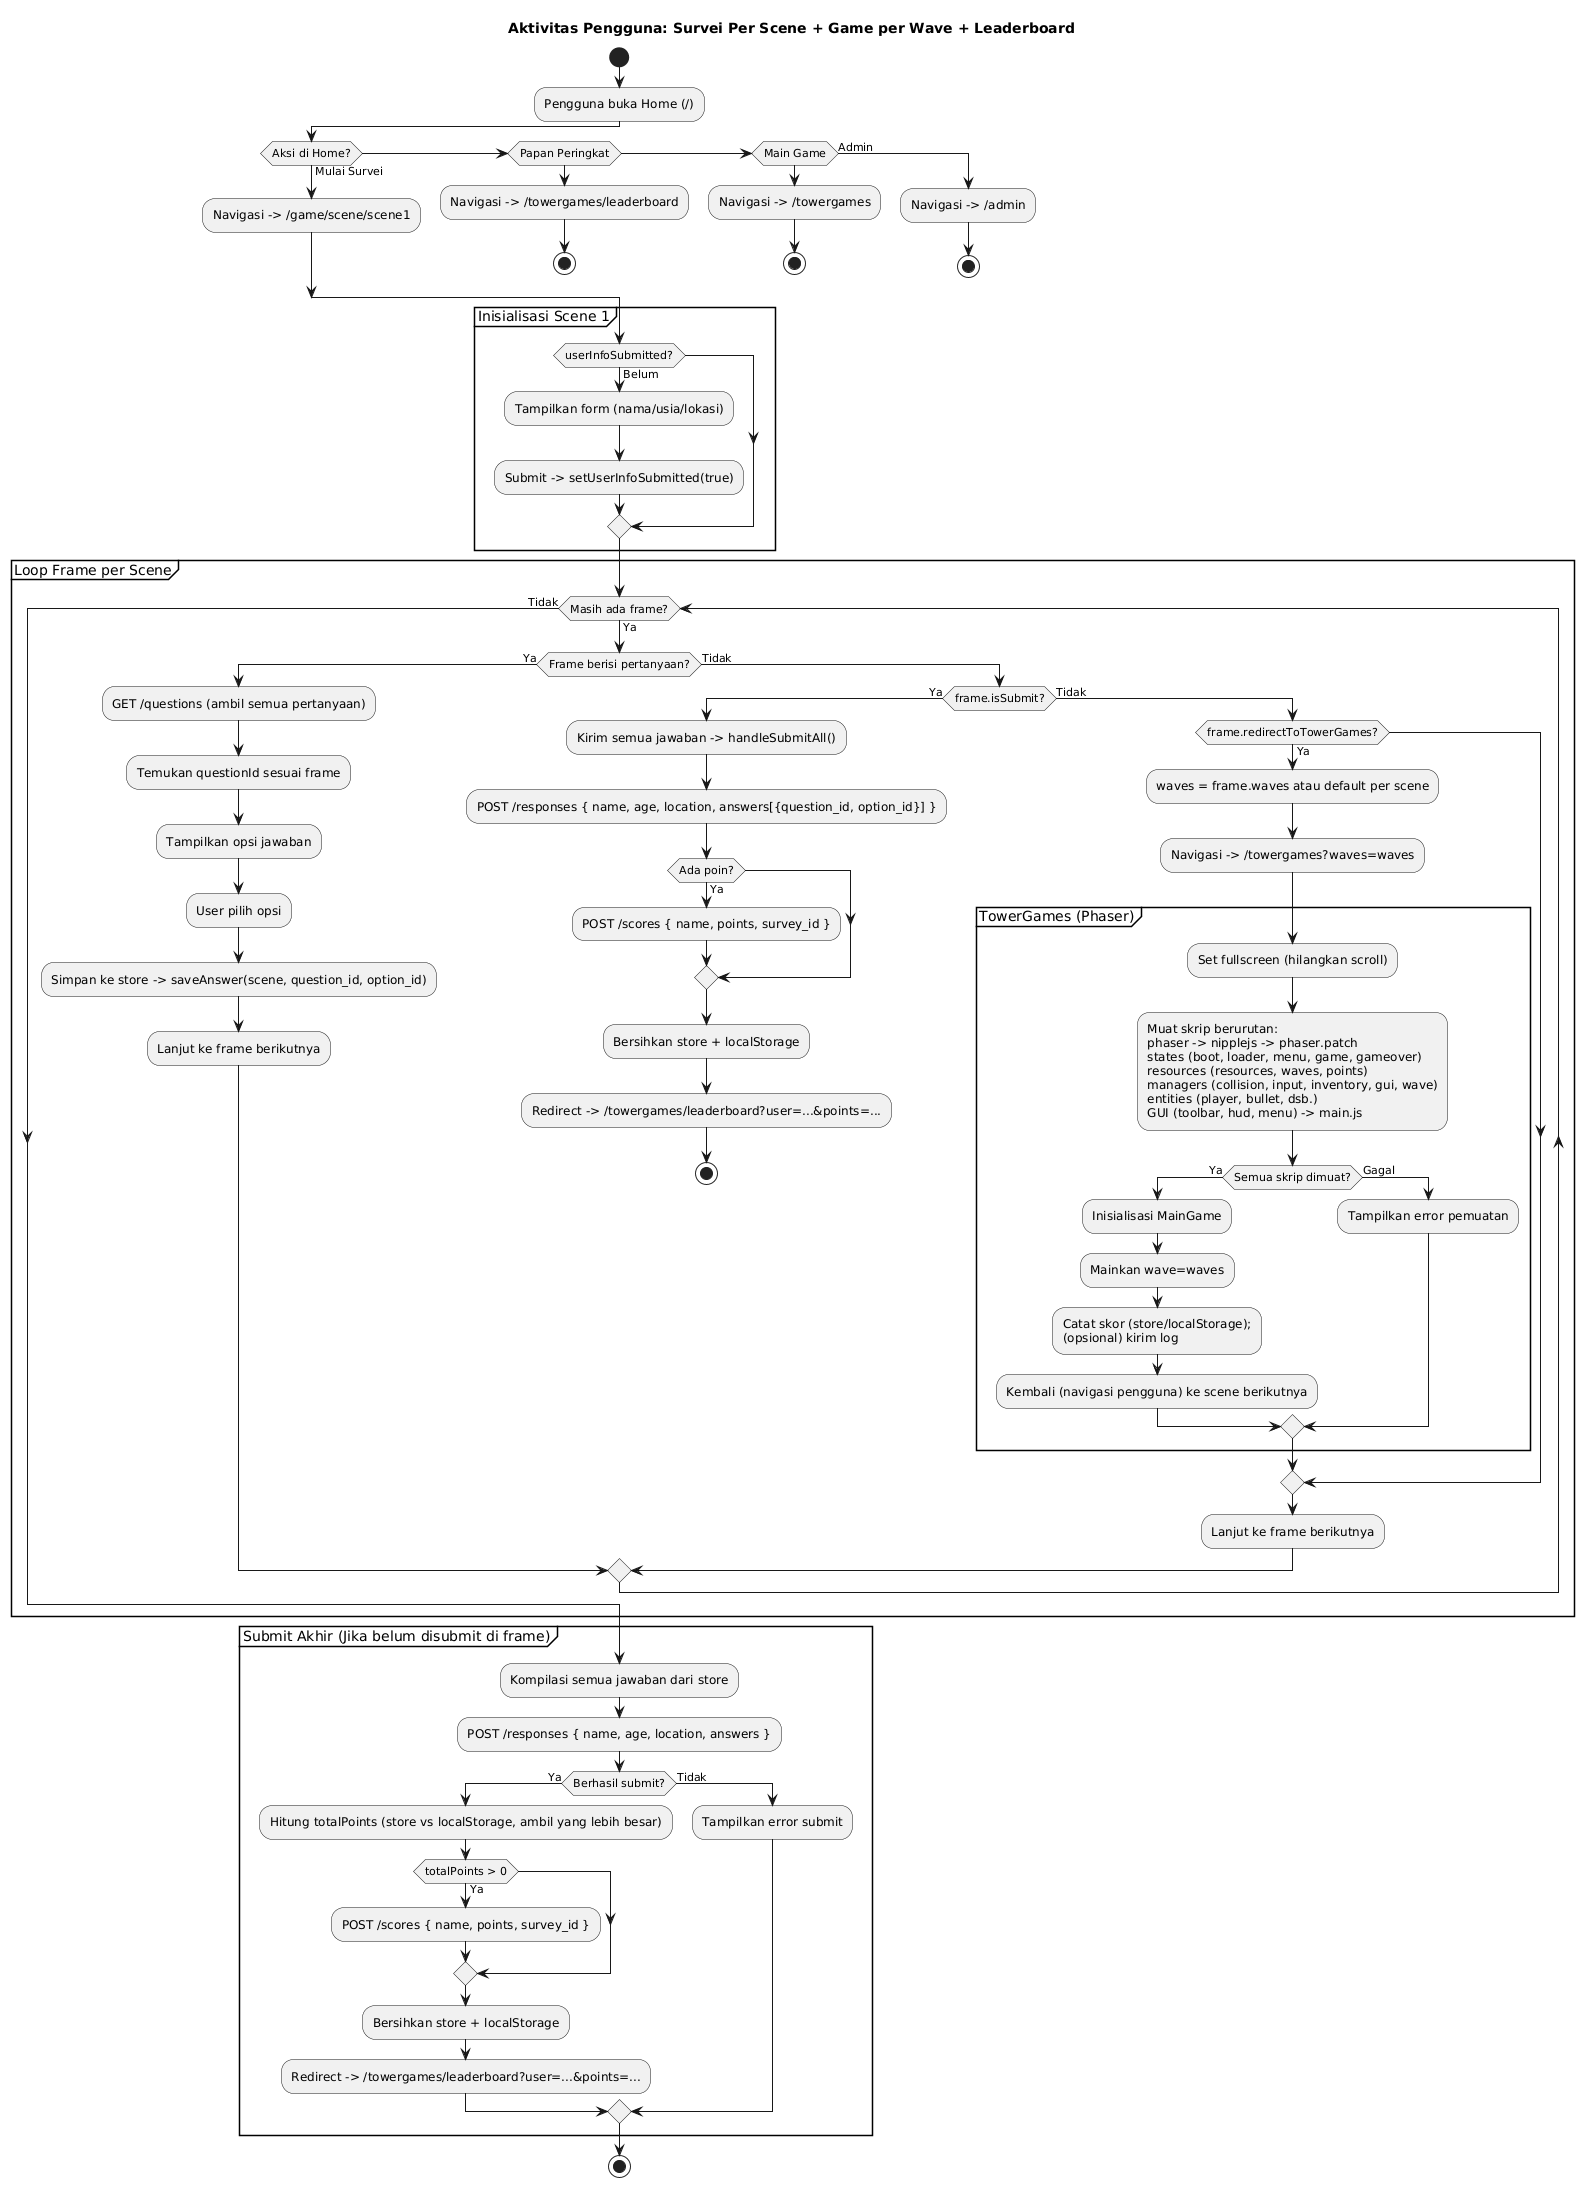 Aktivitas Pengguna: Survei Per Scene + Game per Wave + Leaderboard
Pengguna buka Home (/)
Aksi di Home?
Mulai Survei
Navigasi -> /game/scene/scene1
Papan Peringkat
Navigasi -> /towergames/leaderboard
Main Game
Navigasi -> /towergames
Admin
Navigasi -> /admin
Inisialisasi Scene 1
userInfoSubmitted?
Belum
Tampilkan form (nama/usia/lokasi)
Submit -> setUserInfoSubmitted(true)
Loop Frame per Scene
Tidak
Masih ada frame?
Ya
Ya
Frame berisi pertanyaan?
Tidak
GET /questions (ambil semua pertanyaan)
Temukan questionId sesuai frame
Tampilkan opsi jawaban
User pilih opsi
Simpan ke store -> saveAnswer(scene, question_id, option_id)
Lanjut ke frame berikutnya
Ya
frame.isSubmit?
Tidak
Kirim semua jawaban -> handleSubmitAll()
POST /responses { name, age, location, answers[{question_id, option_id}] }
Ada poin?
Ya
POST /scores { name, points, survey_id }
Bersihkan store + localStorage
Redirect -> /towergames/leaderboard?user=...&points=...
frame.redirectToTowerGames?
Ya
waves = frame.waves atau default per scene
Navigasi -> /towergames?waves=waves
TowerGames (Phaser)
Set fullscreen (hilangkan scroll)
Muat skrip berurutan:
phaser -> nipplejs -> phaser.patch
states (boot, loader, menu, game, gameover)
resources (resources, waves, points)
managers (collision, input, inventory, gui, wave)
entities (player, bullet, dsb.)
GUI (toolbar, hud, menu) -> main.js
Ya
Semua skrip dimuat?
Gagal
Inisialisasi MainGame
Mainkan wave=waves
Catat skor (store/localStorage);
(opsional) kirim log
Kembali (navigasi pengguna) ke scene berikutnya
Tampilkan error pemuatan
Lanjut ke frame berikutnya
Submit Akhir (Jika belum disubmit di frame)
Kompilasi semua jawaban dari store
POST /responses { name, age, location, answers }
Ya
Berhasil submit?
Tidak
Hitung totalPoints (store vs localStorage, ambil yang lebih besar)
Tampilkan error submit
totalPoints > 0
Ya
POST /scores { name, points, survey_id }
Bersihkan store + localStorage
Redirect -> /towergames/leaderboard?user=...&points=...